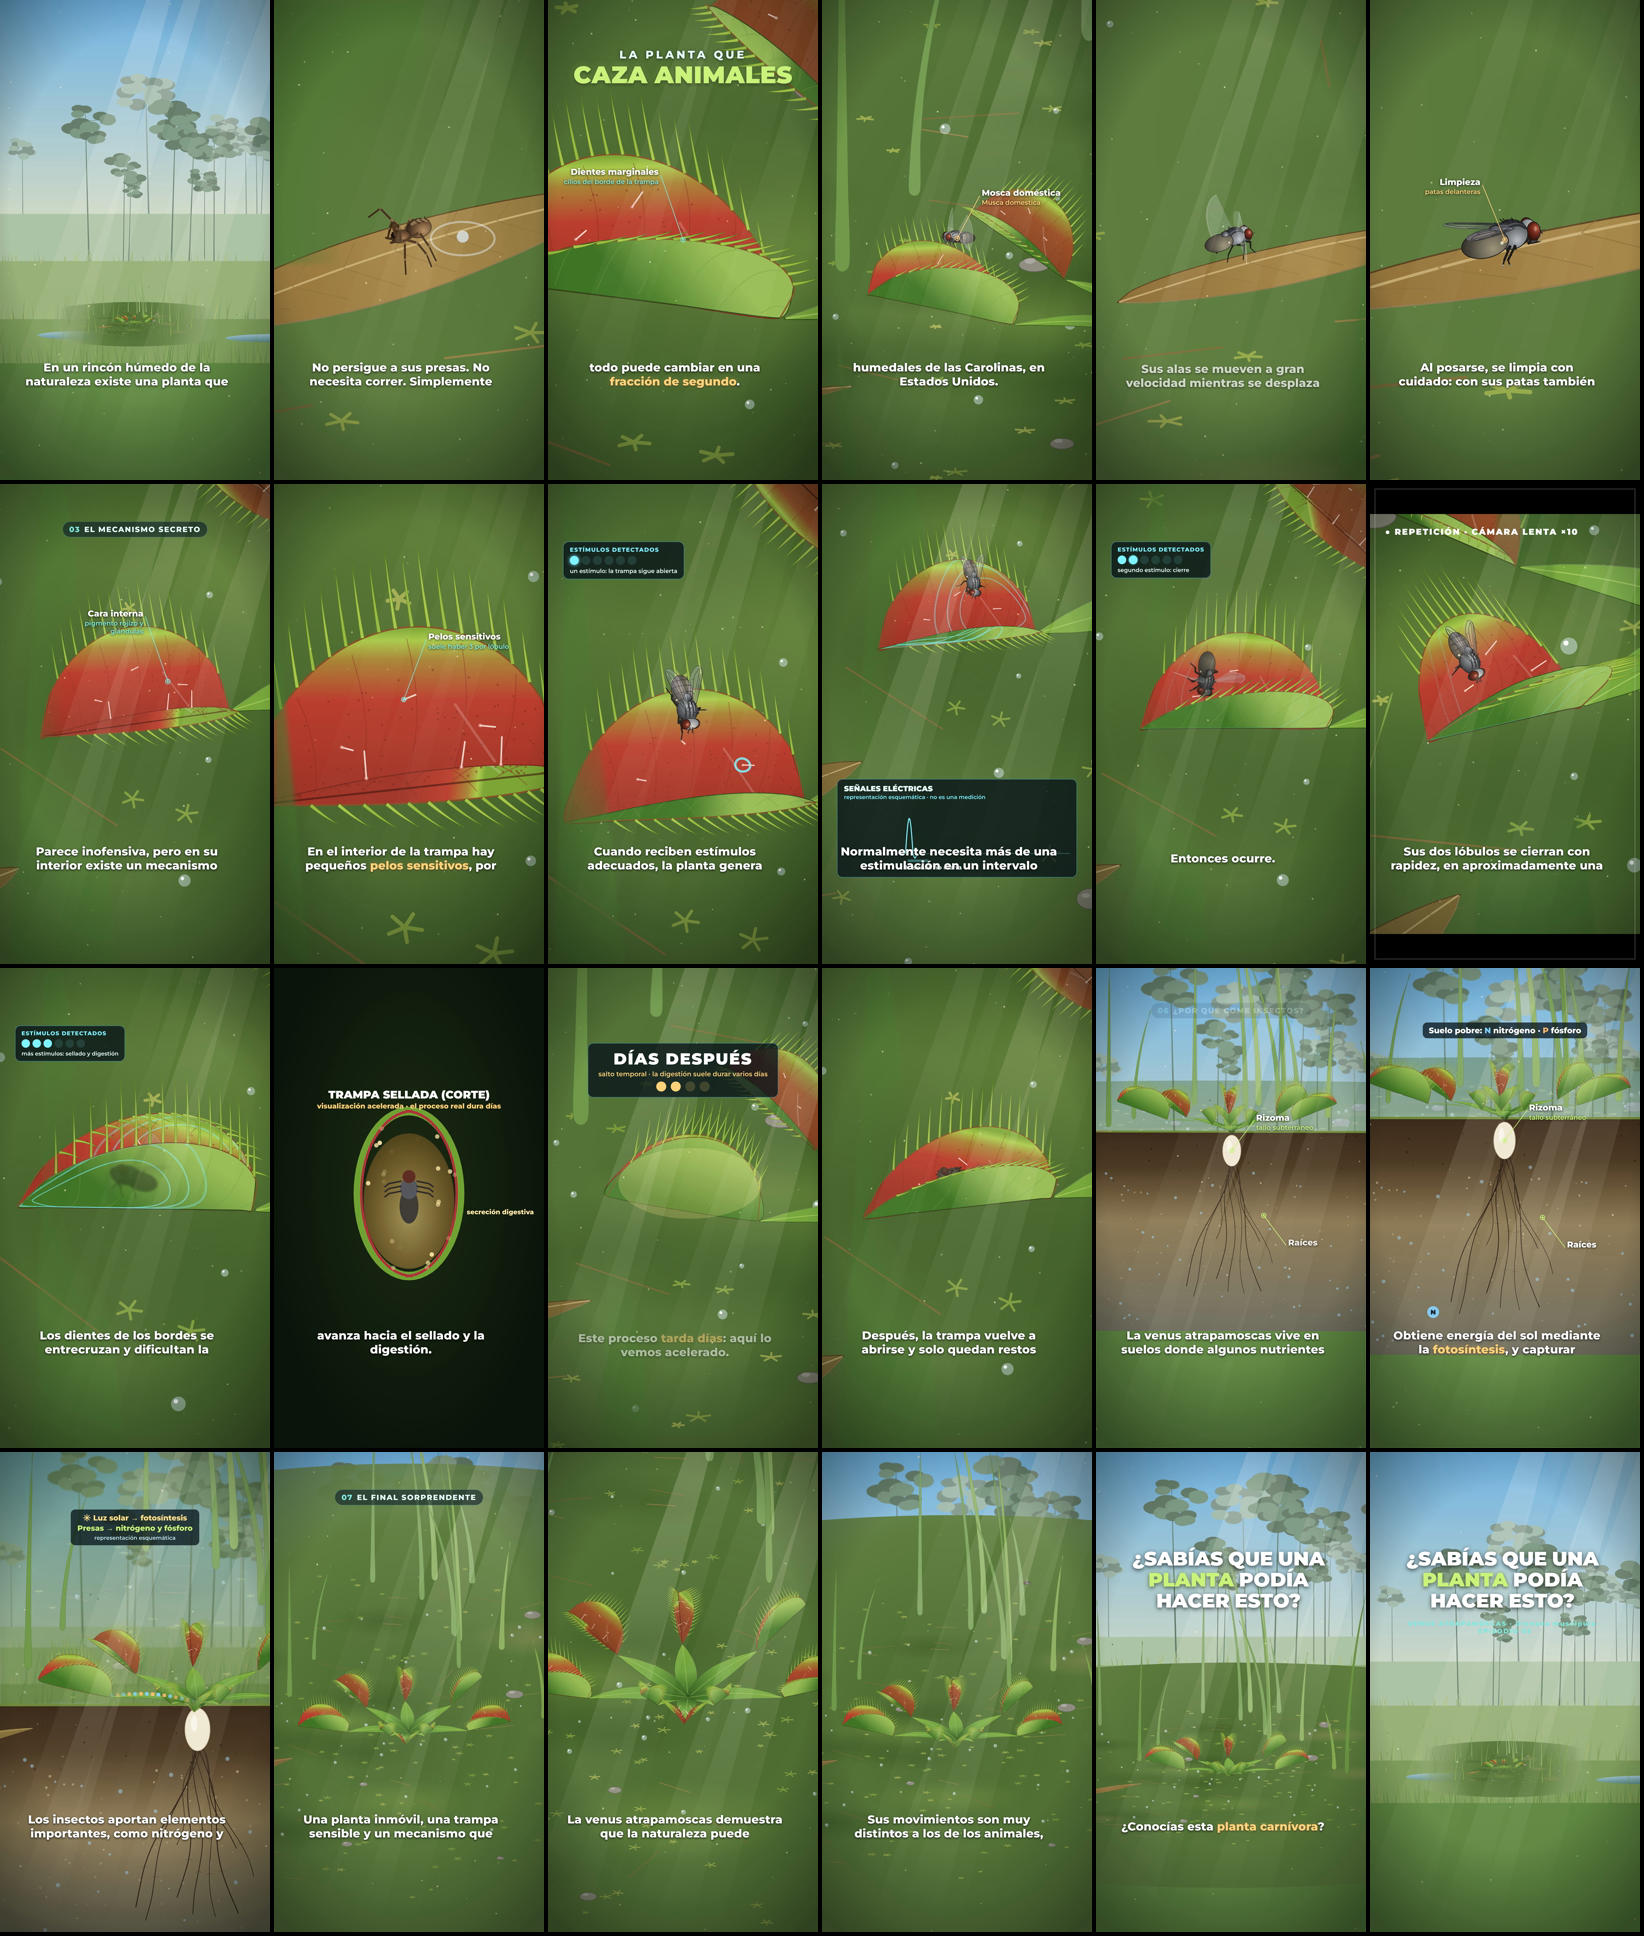 En un rincón húmedo de la
naturaleza existe una planta que
No persigue a sus presas. No
necesita correr. Simplemente
LA PLANTA QUE
CAZA ANIMALES
Dientes marginales
cilios del borde de la trampa
todo puede cambiar en una
fracción de segundo.
Mosca doméstica
Musca domestica
humedales de las Carolinas, en
Estados Unidos.
Sus alas se mueven a gran
velocidad mientras se desplaza
Limpieza
patas delanteras
Al posarse, se limpia con
cuidado: con sus patas también
03 EL MECANISMO SECRETO
Cara interna
pigmento rojizo y
glándulas
Parece inofensiva, pero en su
interior existe un mecanismo
Pelos sensitivos
suele haber 3 por lóbulo
En el interior de la trampa hay
pequeños pelos sensitivos, por
ESTÍMULOS DETECTADOS
un estímulo: la trampa sigue abierta
Cuando reciben estímulos
adecuados, la planta genera
SEÑALES ELÉCTRICAS
representación esquemática · no es una medición
Normalmente necesita más de una
estimulación en un intervalo
ESTÍMULOS DETECTADOS
segundo estímulo: cierre
Entonces ocurre.
• REPETICIÓN · CÁMARA LENTA ×10
Sus dos lóbulos se cierran con
rapidez, en aproximadamente una
ESTÍMULOS DETECTADOS
más estímulos: sellado y digestión
Los dientes de los bordes se
entrecruzan y dificultan la
TRAMPA SELLADA (CORTE)
visualización acelerada · el proceso real dura días
secreción digestiva
avanza hacia el sellado y la
digestión.
DÍAS DESPUÉS
salto temporal · la digestión suele durar varios días
Este proceso tarda días: aquí lo
vemos acelerado.
Después, la trampa vuelve a
abrirse y solo quedan restos
06 ¿POR QUÉ COME INSECTOS?
Rizoma
tallo subterráneo
Raíces
La venus atrapamoscas vive en
suelos donde algunos nutrientes
Suelo pobre: N nitrógeno · P fósforo
Rizoma
tallo subterráneo
Raíces
N
Obtiene energía del sol mediante
la fotosíntesis, y capturar
☀ Luz solar → fotosíntesis
Presas → nitrógeno y fósforo
representación esquemática
Los insectos aportan elementos
importantes, como nitrógeno y
07 EL FINAL SORPRENDENTE
Una planta inmóvil, una trampa
sensible y un mecanismo que
La venus atrapamoscas demuestra
que la naturaleza puede
Sus movimientos son muy
distintos a los de los animales,
¿SABÍAS QUE UNA
PLANTA PODÍA
HACER ESTO?
¿Conocías esta planta carnívora?
¿SABÍAS QUE UNA
PLANTA PODÍA
HACER ESTO?